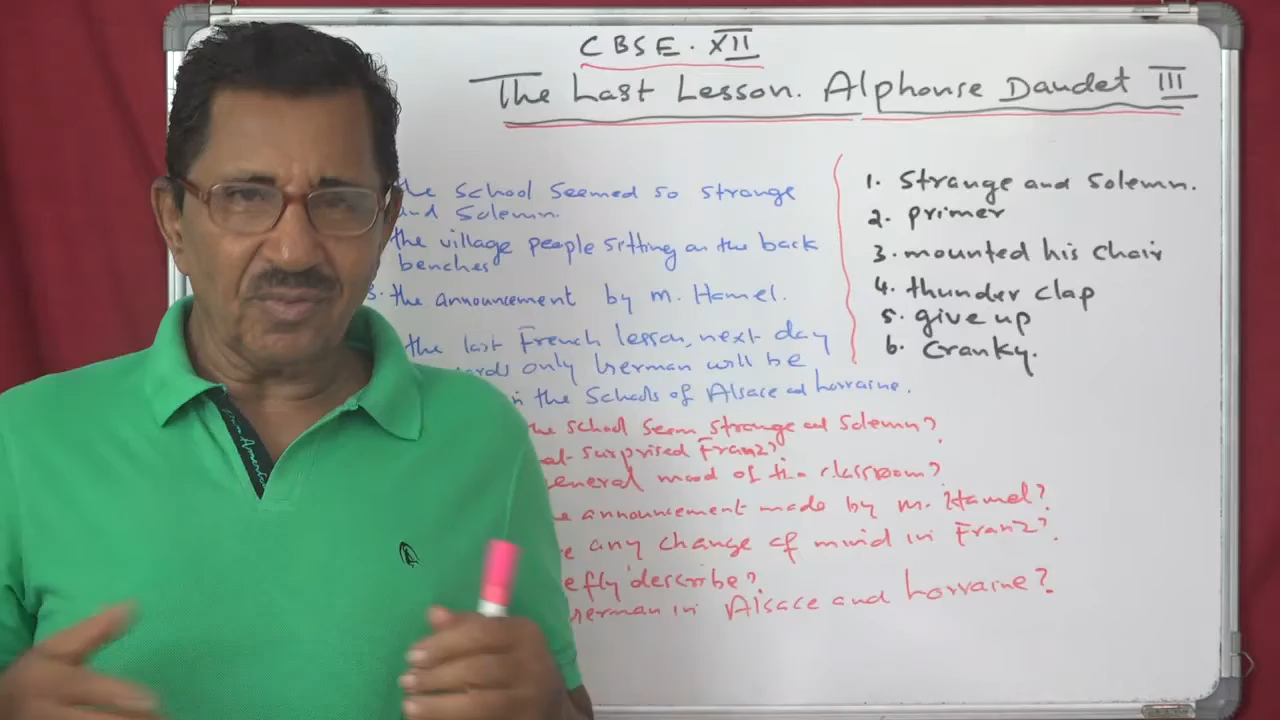 CBSE. XII
The Last Lesson. Alphonse Daudet III
the school seemed so strange
and Solemn.
the village people sitting on the back
benches
3. the announcement by M. Hamel.
the last French lesson, next day
only German will be
in the Schools of Alsace and Lorraine.
the school seem strange and solemn?
surprised Franz?
general mood of the classroom?
announcement made by M. Hamel?
any change of mind in Franz?
describe?
German in Alsace and Lorraine?
1. Strange and Solemn.
2. primer
3. mounted his chair
4. thunder clap
5. give up
6. Cranky.